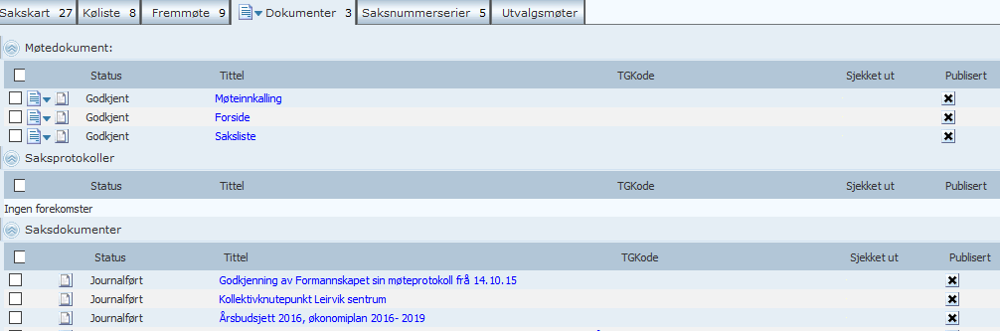 Sakskart 27 Køliste 8 Fremmøte 9 Dokumenter 3 Saksnummerserier 5 Utvalgsmøter
Møtedokument:
Status Tittel TGKode Sjekket ut Publisert
Godkjent Møteinnkalling
Godkjent Forside
Godkjent Saksliste
Saksprotokoller
Status Tittel TGKode Sjekket ut Publisert
Ingen forekomster
Saksdokumenter
Status Tittel TGKode Sjekket ut Publisert
Journalført Godkjenning av Formannskapet sin møteprotokoll frå 14.10.15
Journalført Kollektivknutepunkt Leirvik sentrum
Journalført Årsbudsjett 2016, økonomiplan 2016- 2019